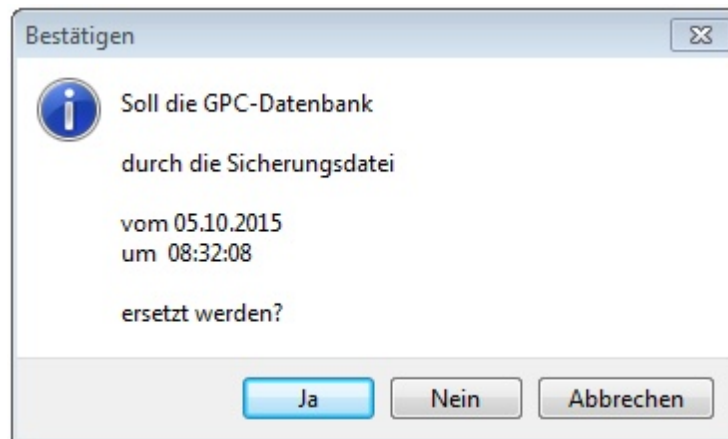 Bestätigen
Soll die GPC-Datenbank
durch die Sicherungsdatei
vom 05.10.2015
um  08:32:08
ersetzt werden?
Ja
Nein
Abbrechen